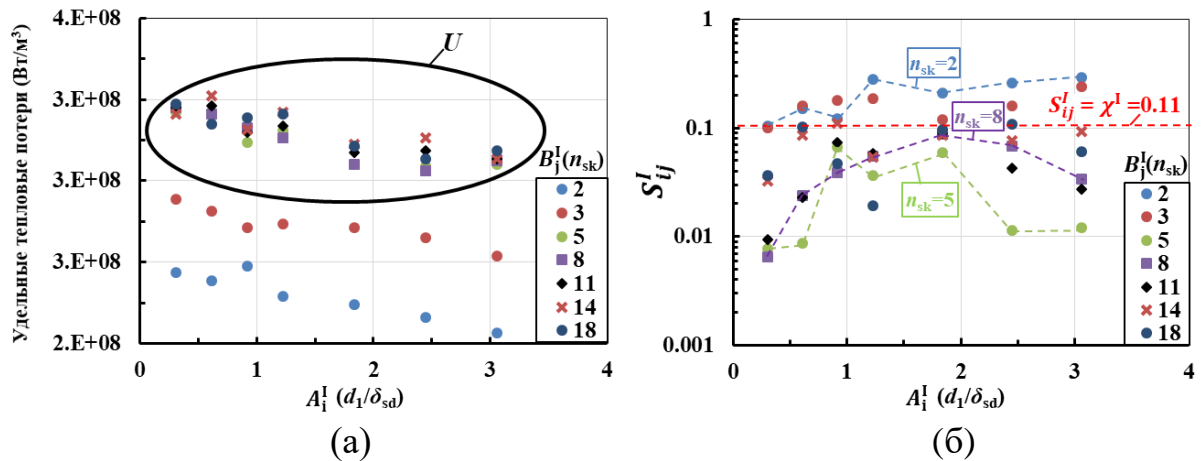 Удельные тепловые потери (Вт/м³)
4.E+08
3.E+08
3.E+08
3.E+08
2.E+08
0 1 2 3 4
U
B_j^I(n_sk)
2
3
5
8
11
14
18
A_i^I (d_1/δ_sd)
(а)
S_ij^I
1
0.1
0.01
0.001
0 1 2 3 4
n_sk=2
S_ij^I = χ^I =0.11
n_sk=8
n_sk=5
B_j^I(n_sk)
2
3
5
8
11
14
18
A_i^I (d_1/δ_sd)
(б)